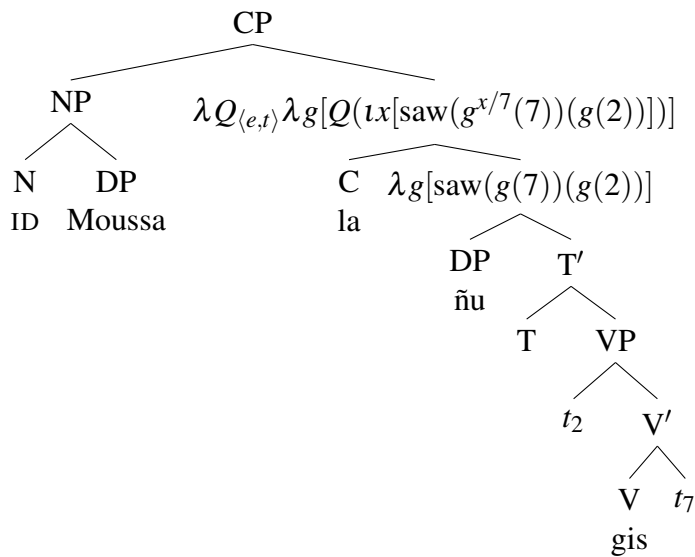 CP
NP λQ⟨e,t⟩λg[Q(ιx[saw(g^{x/7}(7))(g(2))])]
N DP C λg[saw(g(7))(g(2))]
ID Moussa la
DP T′
ñu
T VP
t₂ V′
V t₇
gis